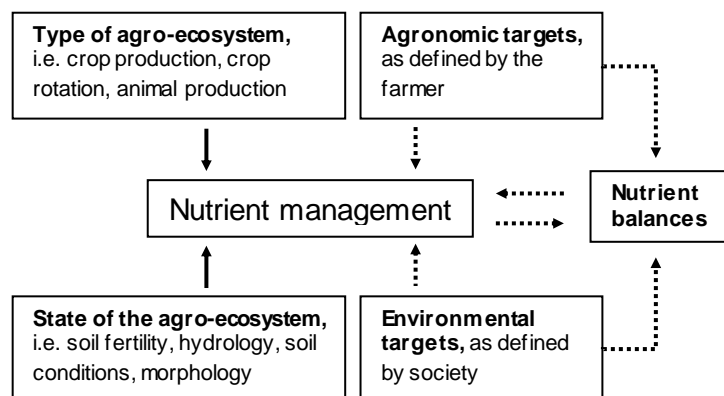 Type of agro-ecosystem,
i.e. crop production, crop
rotation, animal production
Agronomic targets,
as defined by the
farmer
Nutrient management
Nutrient
balances
State of the agro-ecosystem,
i.e. soil fertility, hydrology, soil
conditions, morphology
Environmental
targets, as defined
by society